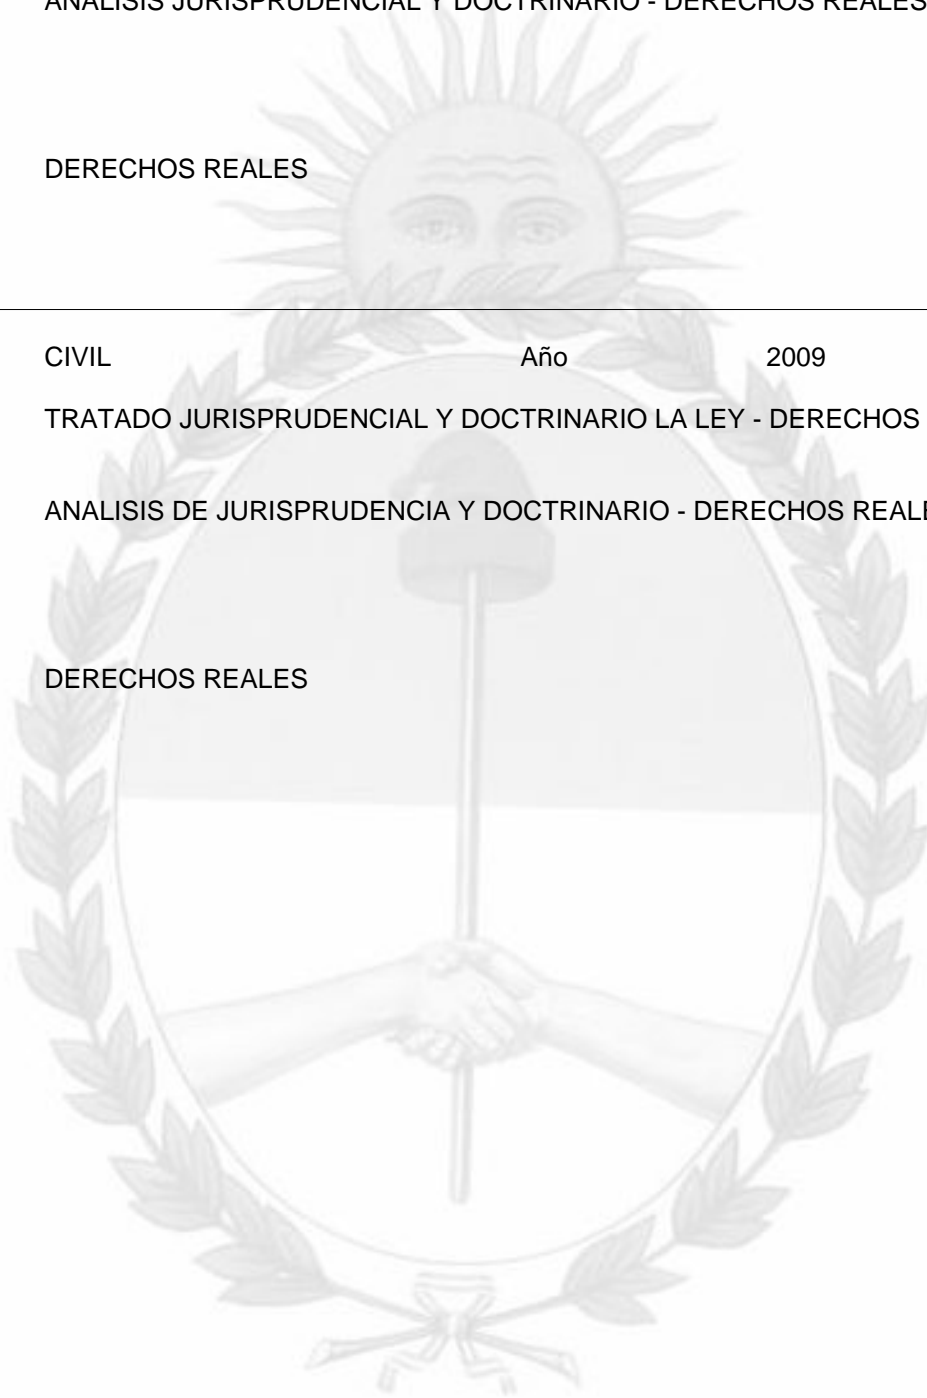 ANALISIS JURISPRUDENCIAL Y DOCTRINARIO - DERECHOS REALES
DERECHOS REALES
CIVIL Año 2009
TRATADO JURISPRUDENCIAL Y DOCTRINARIO LA LEY - DERECHOS
ANALISIS DE JURISPRUDENCIA Y DOCTRINARIO - DERECHOS REALE
DERECHOS REALES